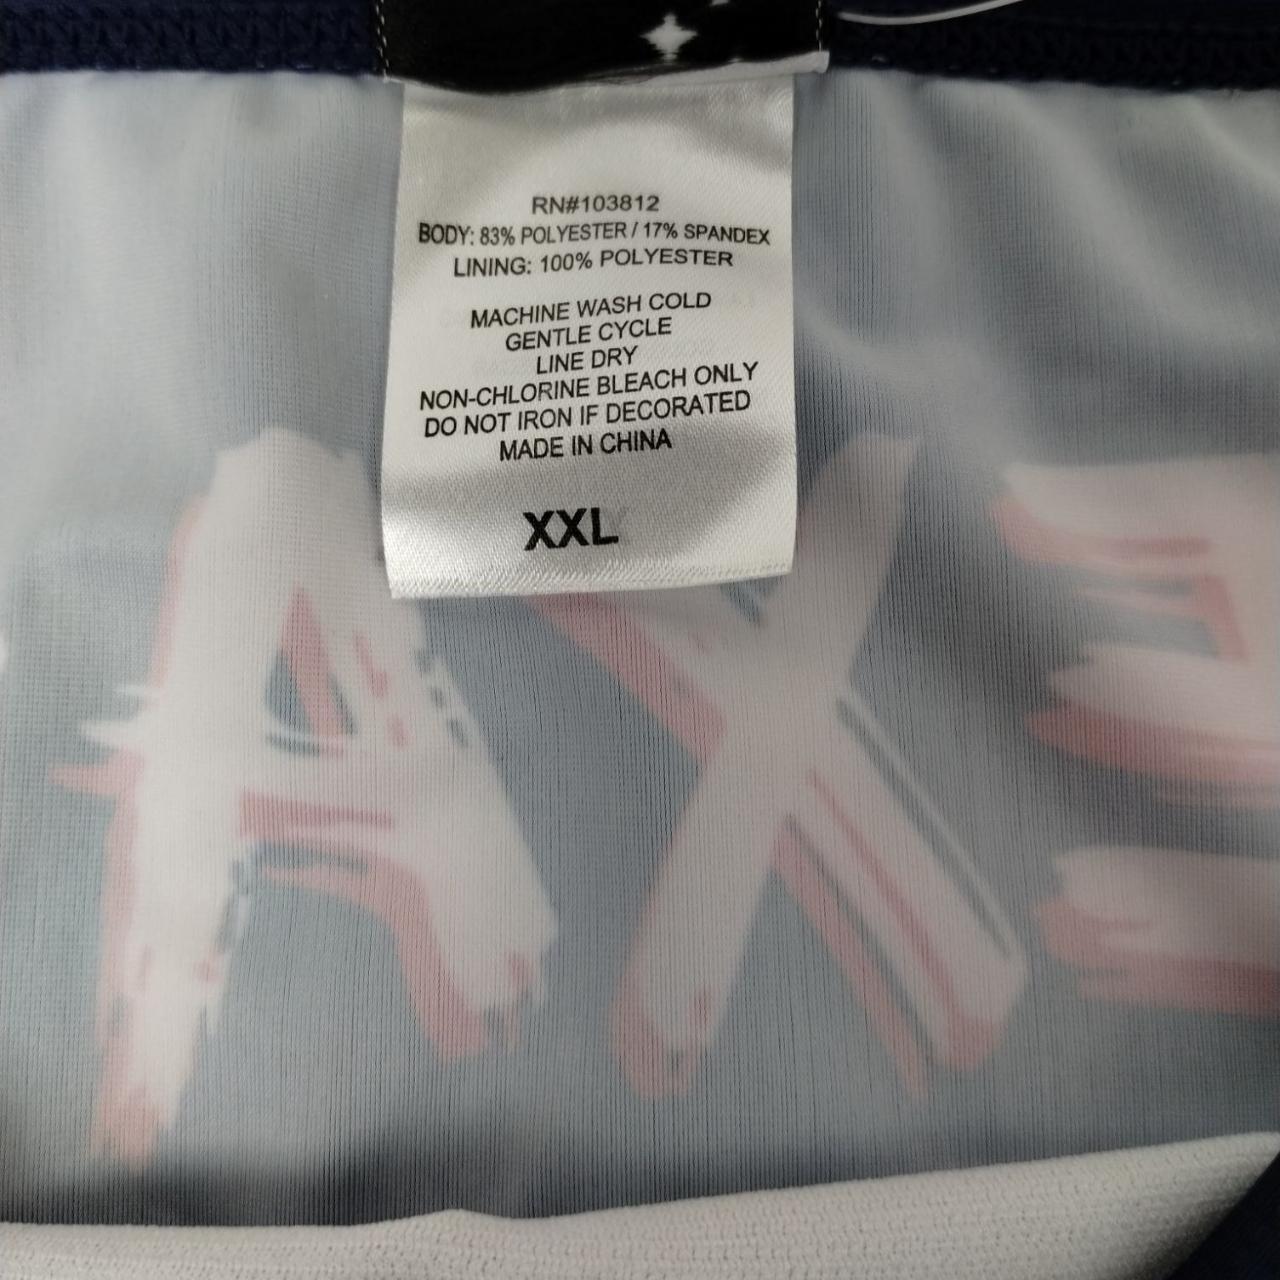 RN#103812
BODY: 83% POLYESTER / 17% SPANDEX
LINING: 100% POLYESTER
MACHINE WASH COLD
GENTLE CYCLE
LINE DRY
NON-CHLORINE BLEACH ONLY
DO NOT IRON IF DECORATED
MADE IN CHINA
XXL
AXE